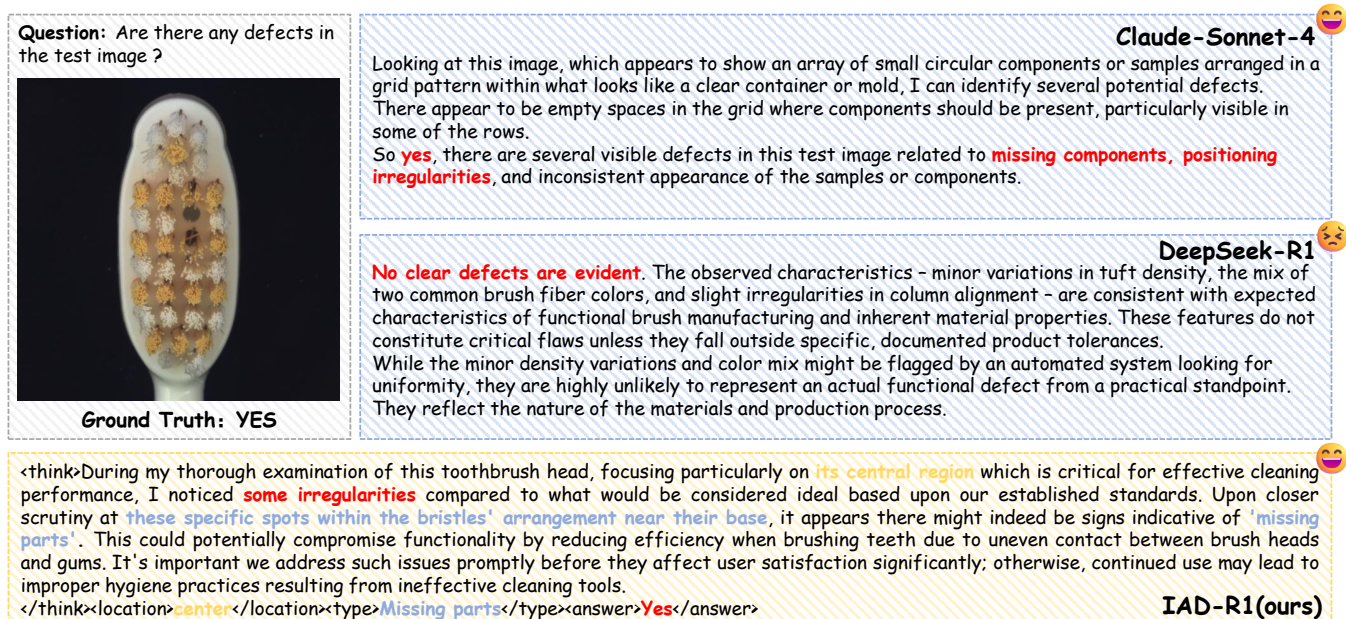 Question: Are there any defects in
the test image ?
Ground Truth: YES
Claude-Sonnet-4
Looking at this image, which appears to show an array of small circular components or samples arranged in a
grid pattern within what looks like a clear container or mold, I can identify several potential defects.
There appear to be empty spaces in the grid where components should be present, particularly visible in
some of the rows.
So yes, there are several visible defects in this test image related to missing components, positioning
irregularities, and inconsistent appearance of the samples or components.
DeepSeek-R1
No clear defects are evident. The observed characteristics – minor variations in tuft density, the mix of
two common brush fiber colors, and slight irregularities in column alignment – are consistent with expected
characteristics of functional brush manufacturing and inherent material properties. These features do not
constitute critical flaws unless they fall outside specific, documented product tolerances.
While the minor density variations and color mix might be flagged by an automated system looking for
uniformity, they are highly unlikely to represent an actual functional defect from a practical standpoint.
They reflect the nature of the materials and production process.
<think>During my thorough examination of this toothbrush head, focusing particularly on its central region which is critical for effective cleaning
performance, I noticed some irregularities compared to what would be considered ideal based upon our established standards. Upon closer
scrutiny at these specific spots within the bristles' arrangement near their base, it appears there might indeed be signs indicative of 'missing
parts'. This could potentially compromise functionality by reducing efficiency when brushing teeth due to uneven contact between brush heads
and gums. It's important we address such issues promptly before they affect user satisfaction significantly; otherwise, continued use may lead to
improper hygiene practices resulting from ineffective cleaning tools.
</think><location>center</location><type>Missing parts</type><answer>Yes</answer>
IAD-R1(ours)